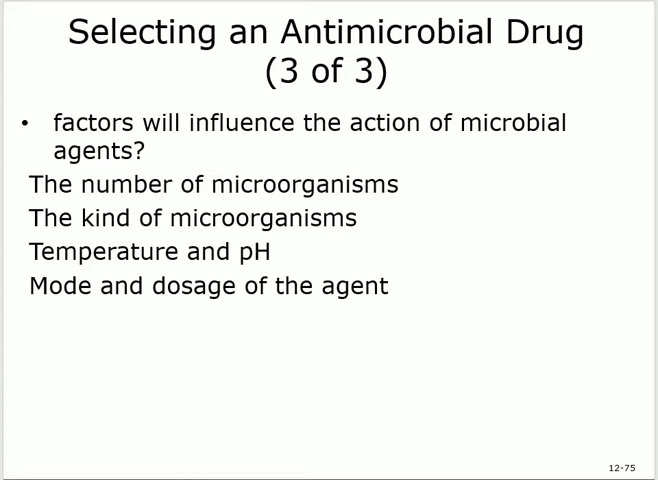 Selecting an Antimicrobial Drug
(3 of 3)
• factors will influence the action of microbial
agents?
The number of microorganisms
The kind of microorganisms
Temperature and pH
Mode and dosage of the agent
12-75